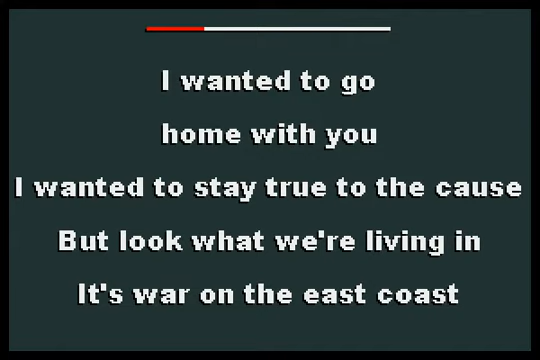 I wanted to go
home with you
I wanted to stay true to the cause
But look what we're living in
It's war on the east coast